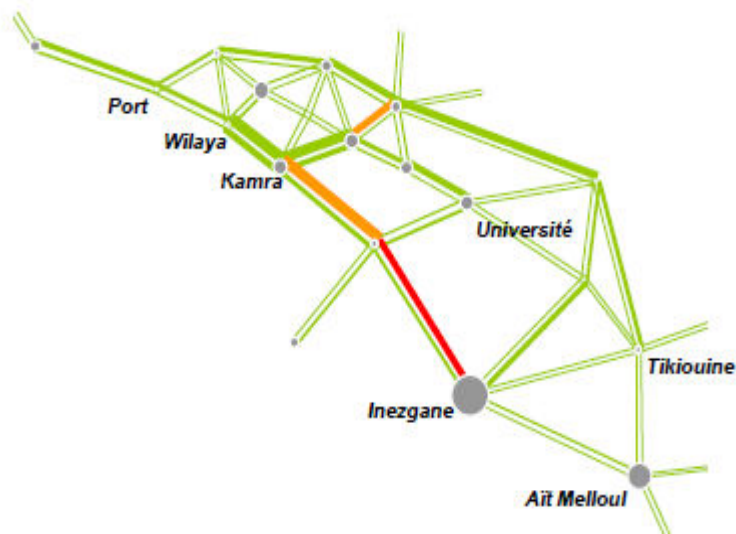 Port
Wilaya
Kamra
Université
Tikiouine
Inezgane
Aït Melloul